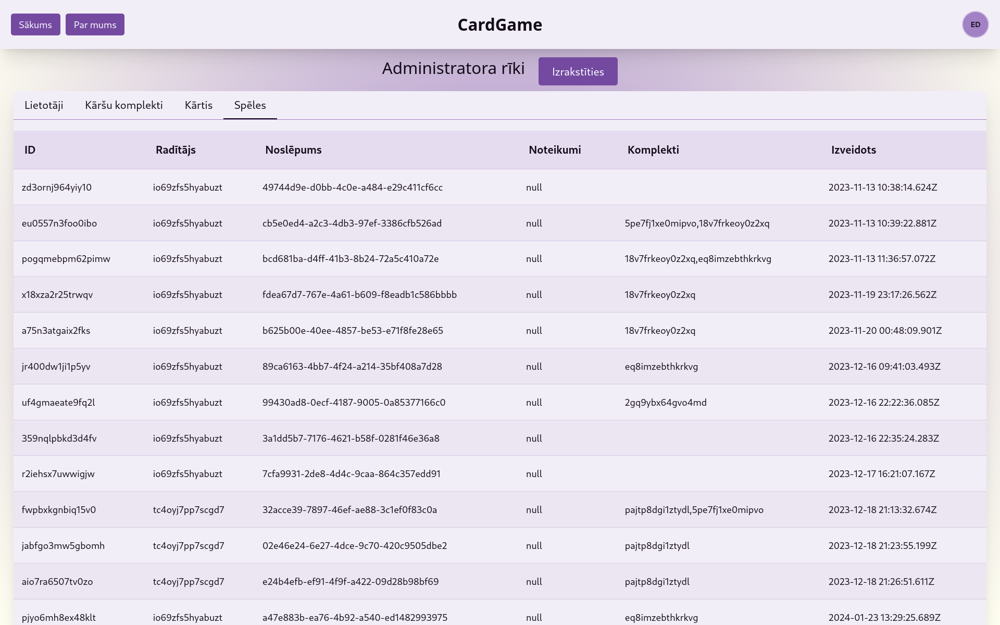 Sākums Par mums CardGame ED
Administratora rīki Izrakstīties
Lietotāji Kāršu komplekti Kārtis Spēles
ID Radītājs Noslēpums Noteikumi Komplekti Izveidots
zd3ornj964yiy10 io69zfs5hyabuzt 49744d9e-d0bb-4c0e-a484-e29c411cf6cc null 2023-11-13 10:38:14.624Z
eu0557n3foo0ibo io69zfs5hyabuzt cb5e0ed4-a2c3-4db3-97ef-3386cfb526ad null 5pe7fj1xe0mipvo,18v7frkeoy0z2xq 2023-11-13 10:39:22.881Z
pogqmebpm62pimw io69zfs5hyabuzt bcd681ba-d4ff-41b3-8b24-72a5c410a72e null 18v7frkeoy0z2xq,eq8imzebthkrkvg 2023-11-13 11:36:57.072Z
x18xza2r25trwqv io69zfs5hyabuzt fdea67d7-767e-4a61-b609-f8eadb1c586bbbb null 18v7frkeoy0z2xq 2023-11-19 23:17:26.562Z
a75n3atgaix2fks io69zfs5hyabuzt b625b00e-40ee-4857-be53-e71f8fe28e65 null 18v7frkeoy0z2xq 2023-11-20 00:48:09.901Z
jr400dw1ji1p5yv io69zfs5hyabuzt 89ca6163-4bb7-4f24-a214-35bf408a7d28 null eq8imzebthkrkvg 2023-12-16 09:41:03.493Z
uf4gmaeate9fq2l io69zfs5hyabuzt 99430ad8-0ecf-4187-9005-0a85377166c0 null 2gq9ybx64gvo4md 2023-12-16 22:22:36.085Z
359nqlpbkd3d4fv io69zfs5hyabuzt 3a1dd5b7-7176-4621-b58f-0281f46e36a8 null 2023-12-16 22:35:24.283Z
r2iehsx7uwwigjw io69zfs5hyabuzt 7cfa9931-2de8-4d4c-9caa-864c357edd91 null 2023-12-17 16:21:07.167Z
fwpbxkgnbiq15v0 tc4oyj7pp7scgd7 32acce39-7897-46ef-ae88-3c1ef0f83c0a null pajtp8dgi1ztydl,5pe7fj1xe0mipvo 2023-12-18 21:13:32.674Z
jabfgo3mw5gbomh tc4oyj7pp7scgd7 02e46e24-6e27-4dce-9c70-420c9505dbe2 null pajtp8dgi1ztydl 2023-12-18 21:23:55.199Z
aio7ra6507tv0zo tc4oyj7pp7scgd7 e24b4efb-ef91-4f9f-a422-09d28b98bf69 null pajtp8dgi1ztydl 2023-12-18 21:26:51.611Z
pjyo6mh8ex48klt io69zfs5hyabuzt a47e883b-ea76-4b92-a540-ed1482993975 null eq8imzebthkrkvg 2024-01-23 13:29:25.689Z